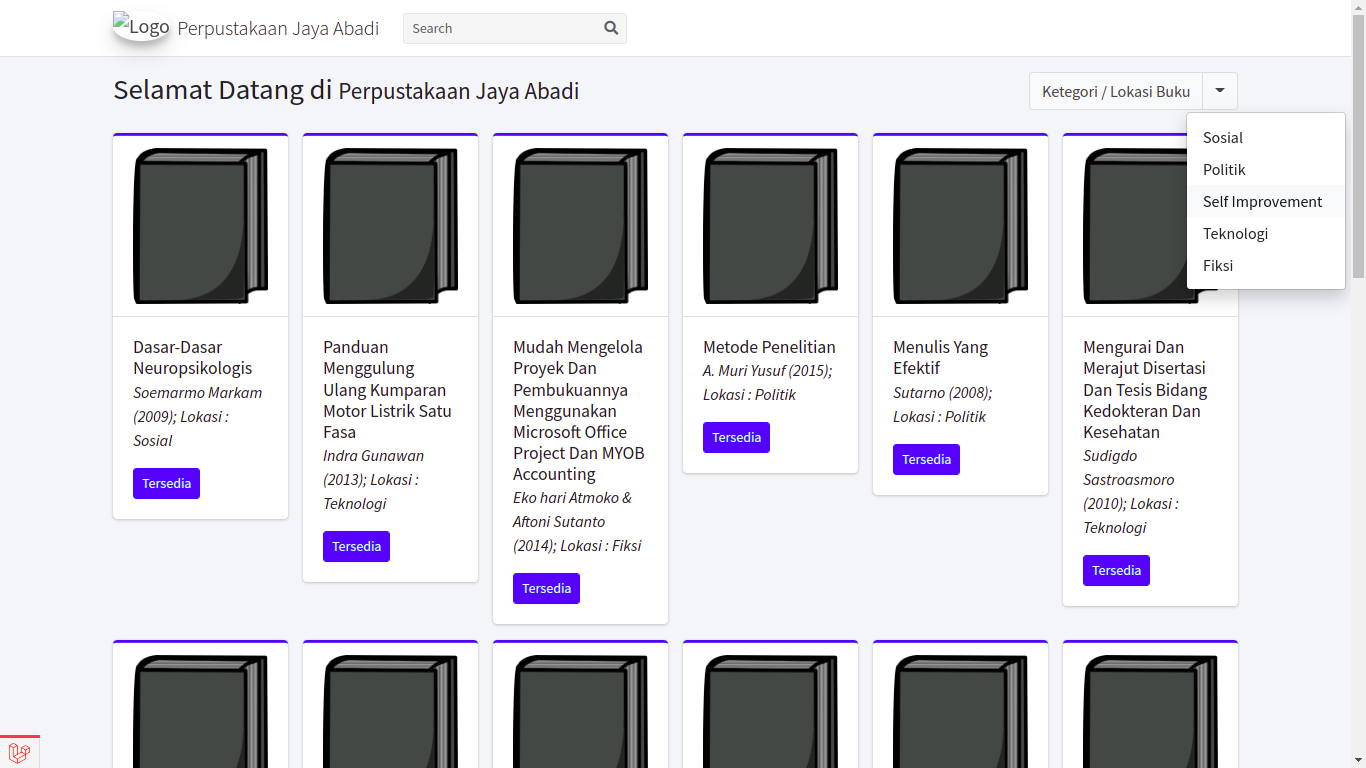 Logo Perpustakaan Jaya Abadi
Search
Selamat Datang di Perpustakaan Jaya Abadi
Ketegori / Lokasi Buku
Sosial
Politik
Self Improvement
Teknologi
Fiksi
Dasar-Dasar
Neuropsikologis
Soemarmo Markam
(2009); Lokasi :
Sosial
Tersedia
Panduan
Menggulung
Ulang Kumparan
Motor Listrik Satu
Fasa
Indra Gunawan
(2013); Lokasi :
Teknologi
Tersedia
Mudah Mengelola
Proyek Dan
Pembukuannya
Menggunakan
Microsoft Office
Project Dan MYOB
Accounting
Eko hari Atmoko &
Aftoni Sutanto
(2014); Lokasi : Fiksi
Tersedia
Metode Penelitian
A. Muri Yusuf (2015);
Lokasi : Politik
Tersedia
Menulis Yang
Efektif
Sutarno (2008);
Lokasi : Politik
Tersedia
Mengurai Dan
Merajut Disertasi
Dan Tesis Bidang
Kedokteran Dan
Kesehatan
Sudigdo
Sastroasmoro
(2010); Lokasi :
Teknologi
Tersedia